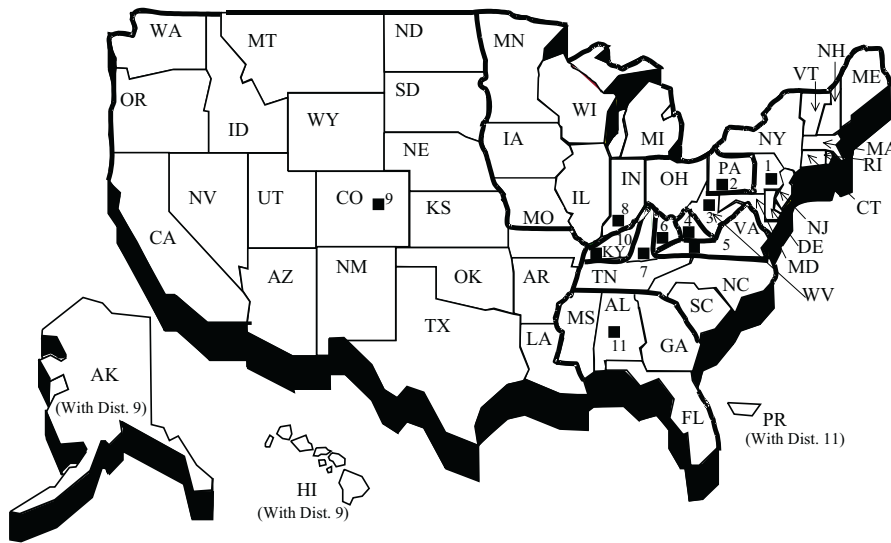 NH
WA
MT
ND
MN
VT
ME
OR
SD
WI
NY
ID
WY
MI
MA
IA
PA
1
RI
NE
2
NV
IL
IN
OH
UT
CO
9
CT
KS
MO
8
3
VA
NJ
CA
6
4
DE
10
KY
5
MD
AZ
NM
OK
AR
TN
7
NC
WV
MS
AL
SC
TX
LA
11
GA
AK
(With Dist. 9)
FL
PR
(With Dist. 11)
HI
(With Dist. 9)